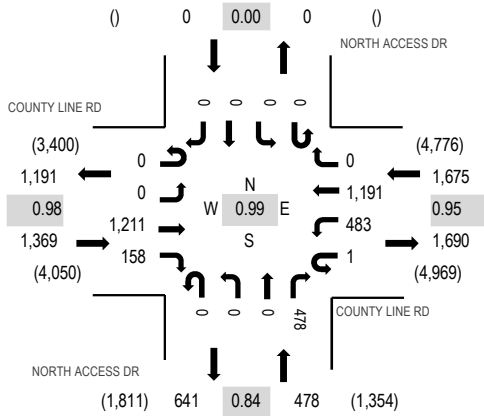 () 0 0.00 0 ()
NORTH ACCESS DR
COUNTY LINE RD
0 0 0 0
(3,400) (4,776)
0 0
1,191 1,675
0 N 1,191
0.98 W 0.99 E 0.95
1,211 483
1,369 S 1,690
158 1
(4,050) (4,969)
0 0 0 478
COUNTY LINE RD
NORTH ACCESS DR
(1,811) 641 0.84 478 (1,354)